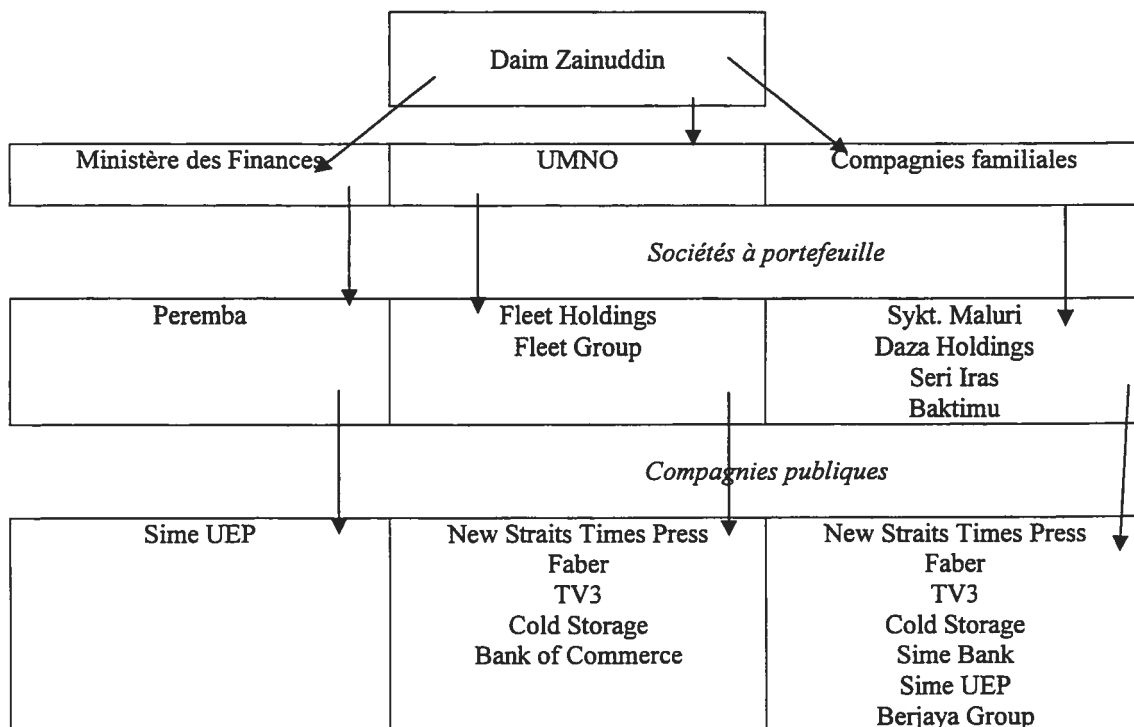 Daim Zainuddin
Ministère des Finances
UMNO
Compagnies familiales
Sociétés à portefeuille
Peremba
Fleet Holdings
Fleet Group
Sykt. Maluri
Daza Holdings
Seri Iras
Baktimu
Compagnies publiques
Sime UEP
New Straits Times Press
Faber
TV3
Cold Storage
Bank of Commerce
New Straits Times Press
Faber
TV3
Cold Storage
Sime Bank
Sime UEP
Berjaya Group